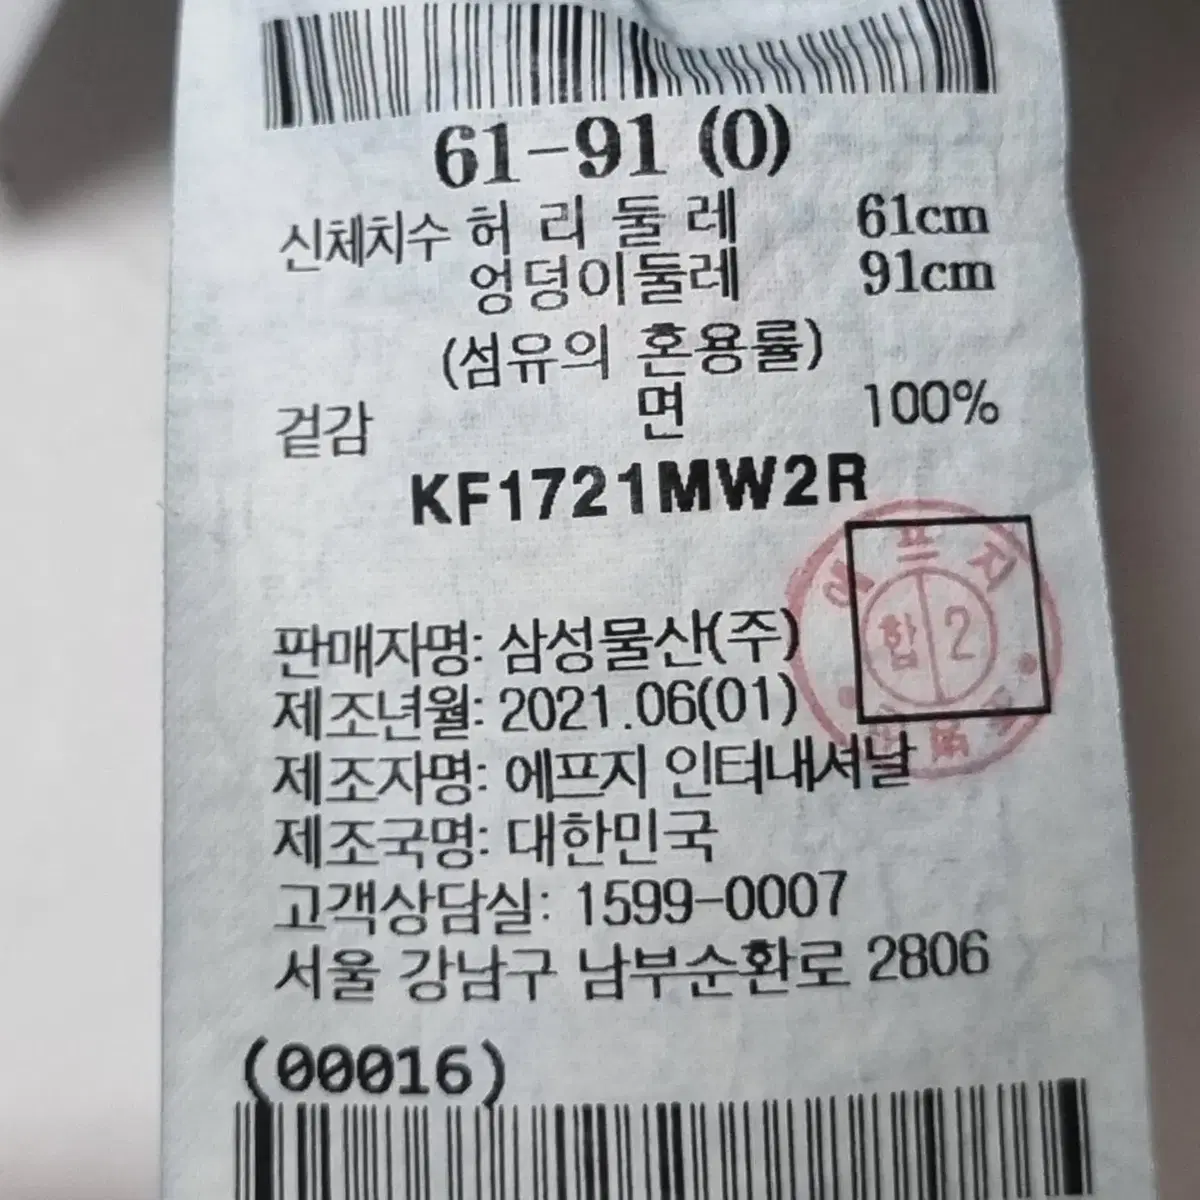 61-91 (0)
신체치수 허 리 둘 레 61cm
엉덩이둘레 91cm
(섬유의 혼용률)
겉감 면 100%
KF1721MW2R
에프지
합 2
판매자명: 삼성물산(주)
제조년월: 2021.06(01)
제조자명: 에프지 인터내셔날
제조국명: 대한민국
고객상담실: 1599-0007
서울 강남구 남부순환로 2806
(00016)